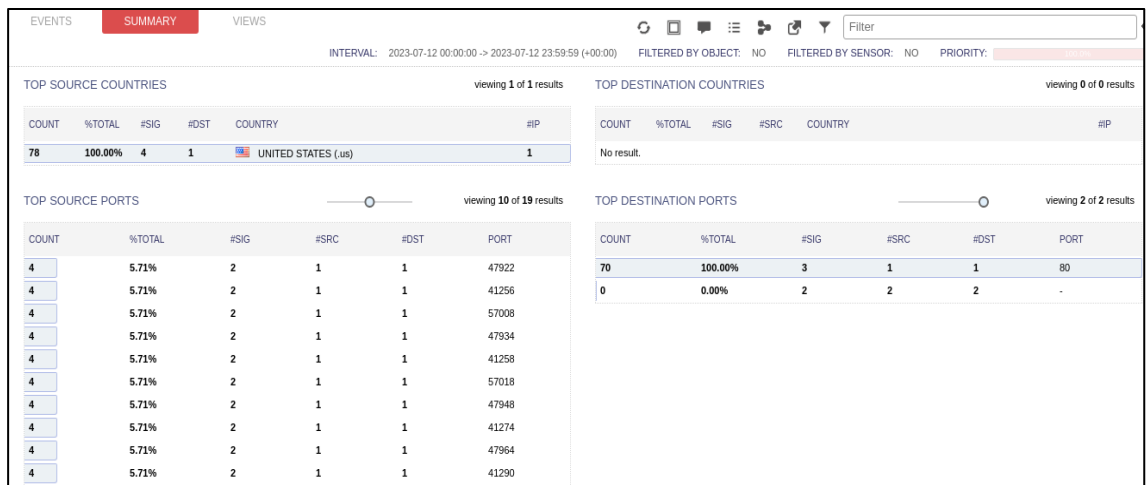 EVENTS SUMMARY VIEWS Filter
INTERVAL: 2023-07-12 00:00:00 -> 2023-07-12 23:59:59 (+00:00) FILTERED BY OBJECT: NO FILTERED BY SENSOR: NO PRIORITY:
TOP SOURCE COUNTRIES viewing 1 of 1 results
COUNT %TOTAL #SIG #DST COUNTRY #IP
78 100.00% 4 1 UNITED STATES (.us) 1
TOP DESTINATION COUNTRIES viewing 0 of 0 results
COUNT %TOTAL #SIG #SRC COUNTRY #IP
No result.
TOP SOURCE PORTS viewing 10 of 19 results
COUNT %TOTAL #SIG #SRC #DST PORT
4 5.71% 2 1 1 47922
4 5.71% 2 1 1 41256
4 5.71% 2 1 1 57008
4 5.71% 2 1 1 47934
4 5.71% 2 1 1 41258
4 5.71% 2 1 1 57018
4 5.71% 2 1 1 47948
4 5.71% 2 1 1 41274
4 5.71% 2 1 1 47964
4 5.71% 2 1 1 41290
TOP DESTINATION PORTS viewing 2 of 2 results
COUNT %TOTAL #SIG #SRC #DST PORT
70 100.00% 3 1 1 80
0 0.00% 2 2 2 -